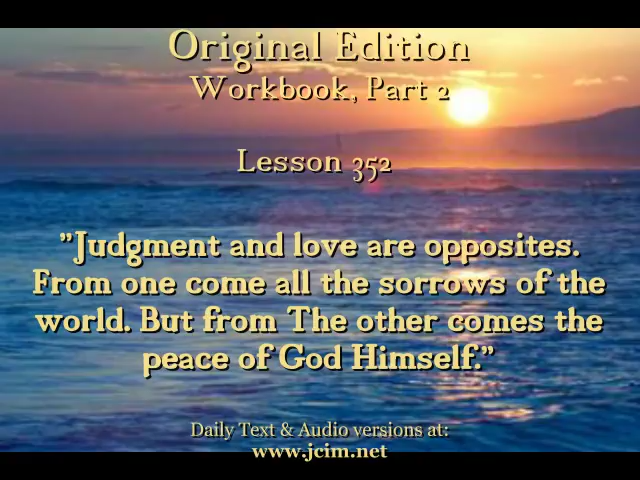 Original Edition
Workbook, Part 2
Lesson 352
"Judgment and love are opposites.
From one come all the sorrows of the
world. But from The other comes the
peace of God Himself."
Daily Text & Audio versions at:
www.jcim.net